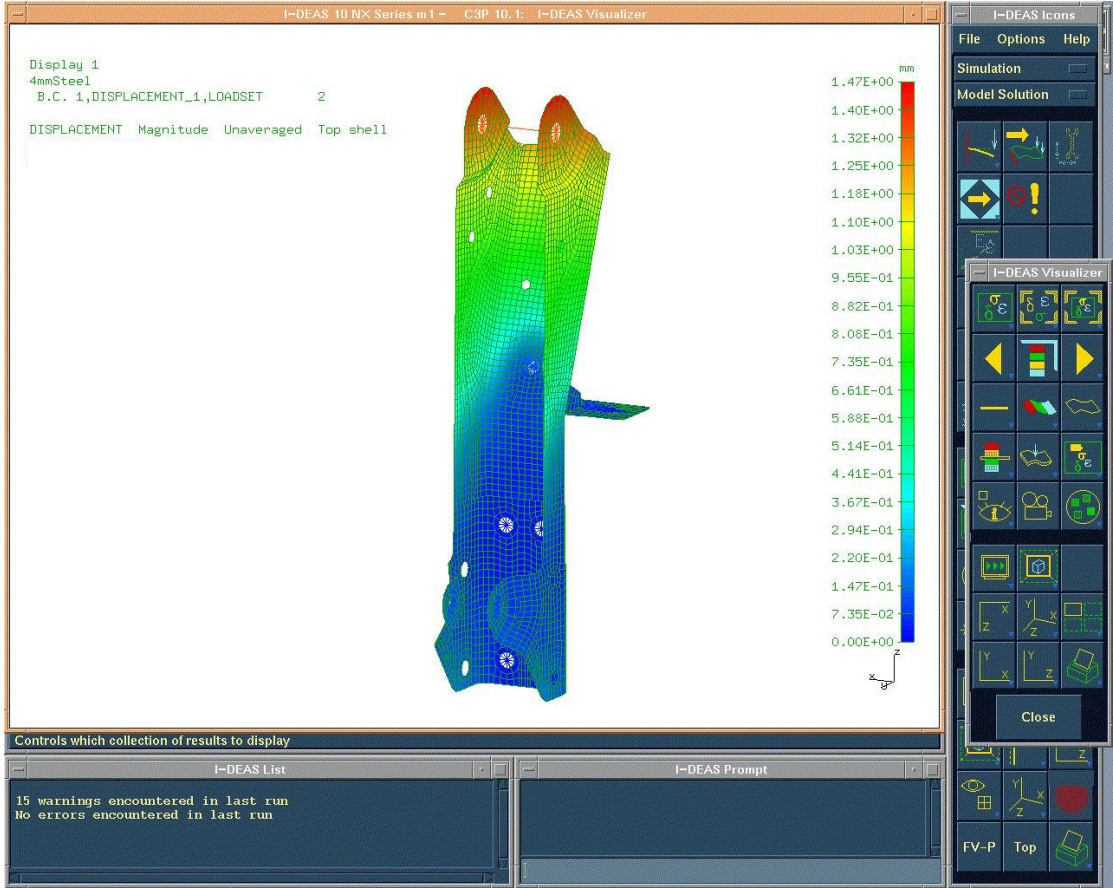 I-DEAS 10 NX Series m1 - C3P 10.1: I-DEAS Visualizer
Display 1
4mmSteel
B.C. 1,DISPLACEMENT_1,LOADSET 2
DISPLACEMENT Magnitude Unaveraged Top shell
mm
1.47E+00
1.40E+00
1.32E+00
1.25E+00
1.18E+00
1.10E+00
1.03E+00
9.55E-01
8.82E-01
8.08E-01
7.35E-01
6.61E-01
5.88E-01
5.14E-01
4.41E-01
3.67E-01
2.94E-01
2.20E-01
1.47E-01
7.35E-02
0.00E+00
Z
X
Y
Controls which collection of results to display
I-DEAS List
15 warnings encountered in last run
No errors encountered in last run
I-DEAS Prompt
I-DEAS Icons
File Options Help
Simulation
Model Solution
I-DEAS Visualizer
σ ε δ
δ ε σ
σ ε δ
σ ε δ
X Z
Y X Z
Y X
Y Z
Close
Z
Y X Z
FV-P Top